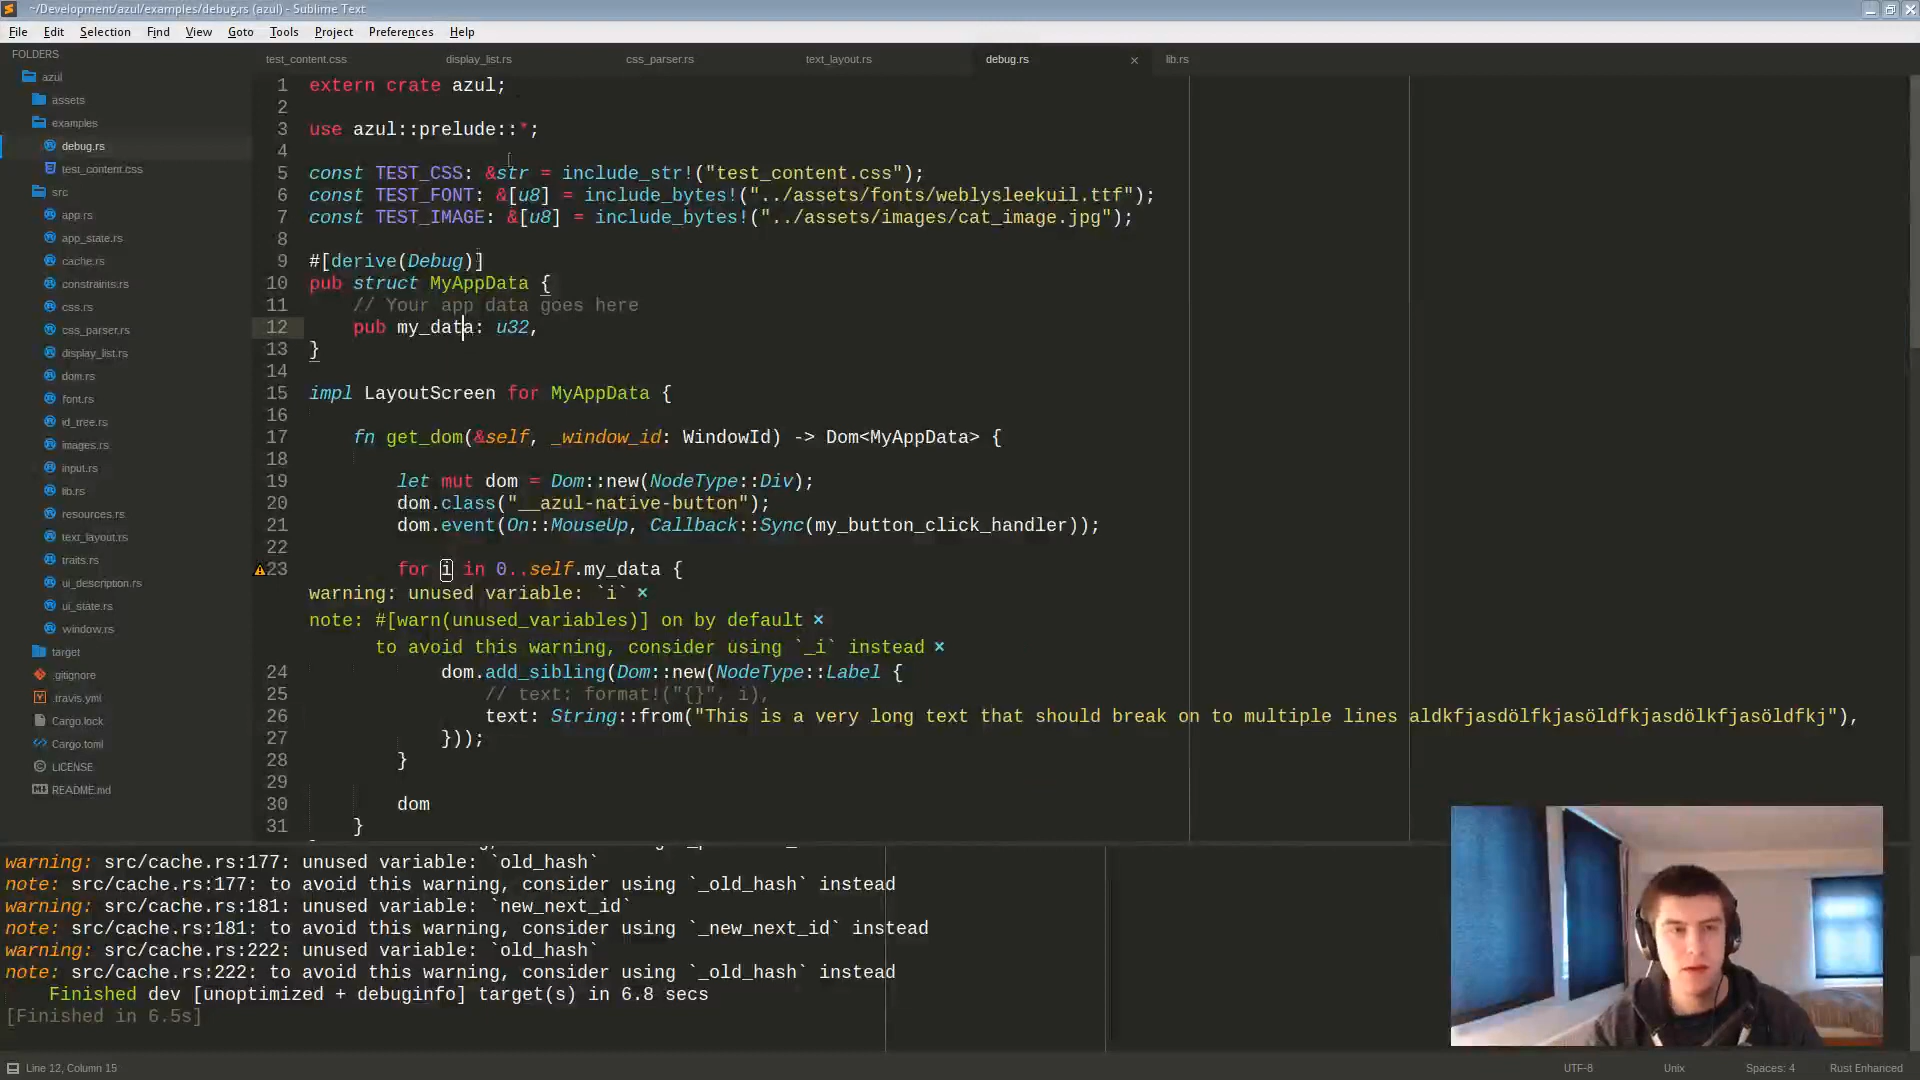 ~/Development/azul/examples/debug.rs (azul) - Sublime Text
File Edit Selection Find View Goto Tools Project Preferences Help
FOLDERS
azul
assets
examples
debug.rs
test_content.css
src
app.rs
app_state.rs
cache.rs
constraints.rs
css.rs
css_parser.rs
display_list.rs
dom.rs
font.rs
id_tree.rs
images.rs
input.rs
lib.rs
resources.rs
text_layout.rs
traits.rs
ui_description.rs
ui_state.rs
window.rs
target
.gitignore
.travis.yml
Cargo.lock
Cargo.toml
LICENSE
README.md
test_content.rs display_list.rs css_parser.rs text_layout.rs debug.rs × lib.rs
1 extern crate azul;
2
3 use azul::prelude::*;
4
5 const TEST_CSS: &str = include_str!("test_content.css");
6 const TEST_FONT: &[u8] = include_bytes!("../assets/fonts/weblysleekuil.ttf");
7 const TEST_IMAGE: &[u8] = include_bytes!("../assets/images/cat_image.jpg");
8
9 #[derive(Debug)]
10 pub struct MyAppData {
11 // Your app data goes here
12 pub my_data: u32,
13 }
14
15 impl LayoutScreen for MyAppData {
16
17 fn get_dom(&self, _window_id: WindowId) -> Dom<MyAppData> {
18
19 let mut dom = Dom::new(NodeType::Div);
20 dom.class("__azul-native-button");
21 dom.event(On::MouseUp, Callback::Sync(my_button_click_handler));
22
23 for i in 0..self.my_data {
warning: unused variable: `i` ×
note: #[warn(unused_variables)] on by default ×
to avoid this warning, consider using `_i` instead ×
24 dom.add_sibling(Dom::new(NodeType::Label {
25 // text: format!("{}", i),
26 text: String::from("This is a very long text that should break on to multiple lines aldkfjasdölfkjasöldfkjasdölkfjasöldfkj"),
27 }));
28 }
29
30 dom
31 }
warning: src/cache.rs:177: unused variable: `old_hash`
note: src/cache.rs:177: to avoid this warning, consider using `_old_hash` instead
warning: src/cache.rs:181: unused variable: `new_next_id`
note: src/cache.rs:181: to avoid this warning, consider using `_new_next_id` instead
warning: src/cache.rs:222: unused variable: `old_hash`
note: src/cache.rs:222: to avoid this warning, consider using `_old_hash` instead
Finished dev [unoptimized + debuginfo] target(s) in 6.8 secs
[Finished in 6.5s]
Line 12, Column 15 UTF-8 Unix Spaces: 4 Rust Enhanced